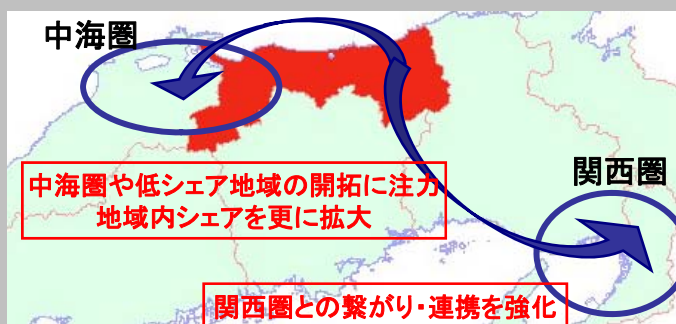 中海圏
関西圏
中海圏や低シェア地域の開拓に注力
地域内シェアを更に拡大
関西圏との繋がり・連携を強化